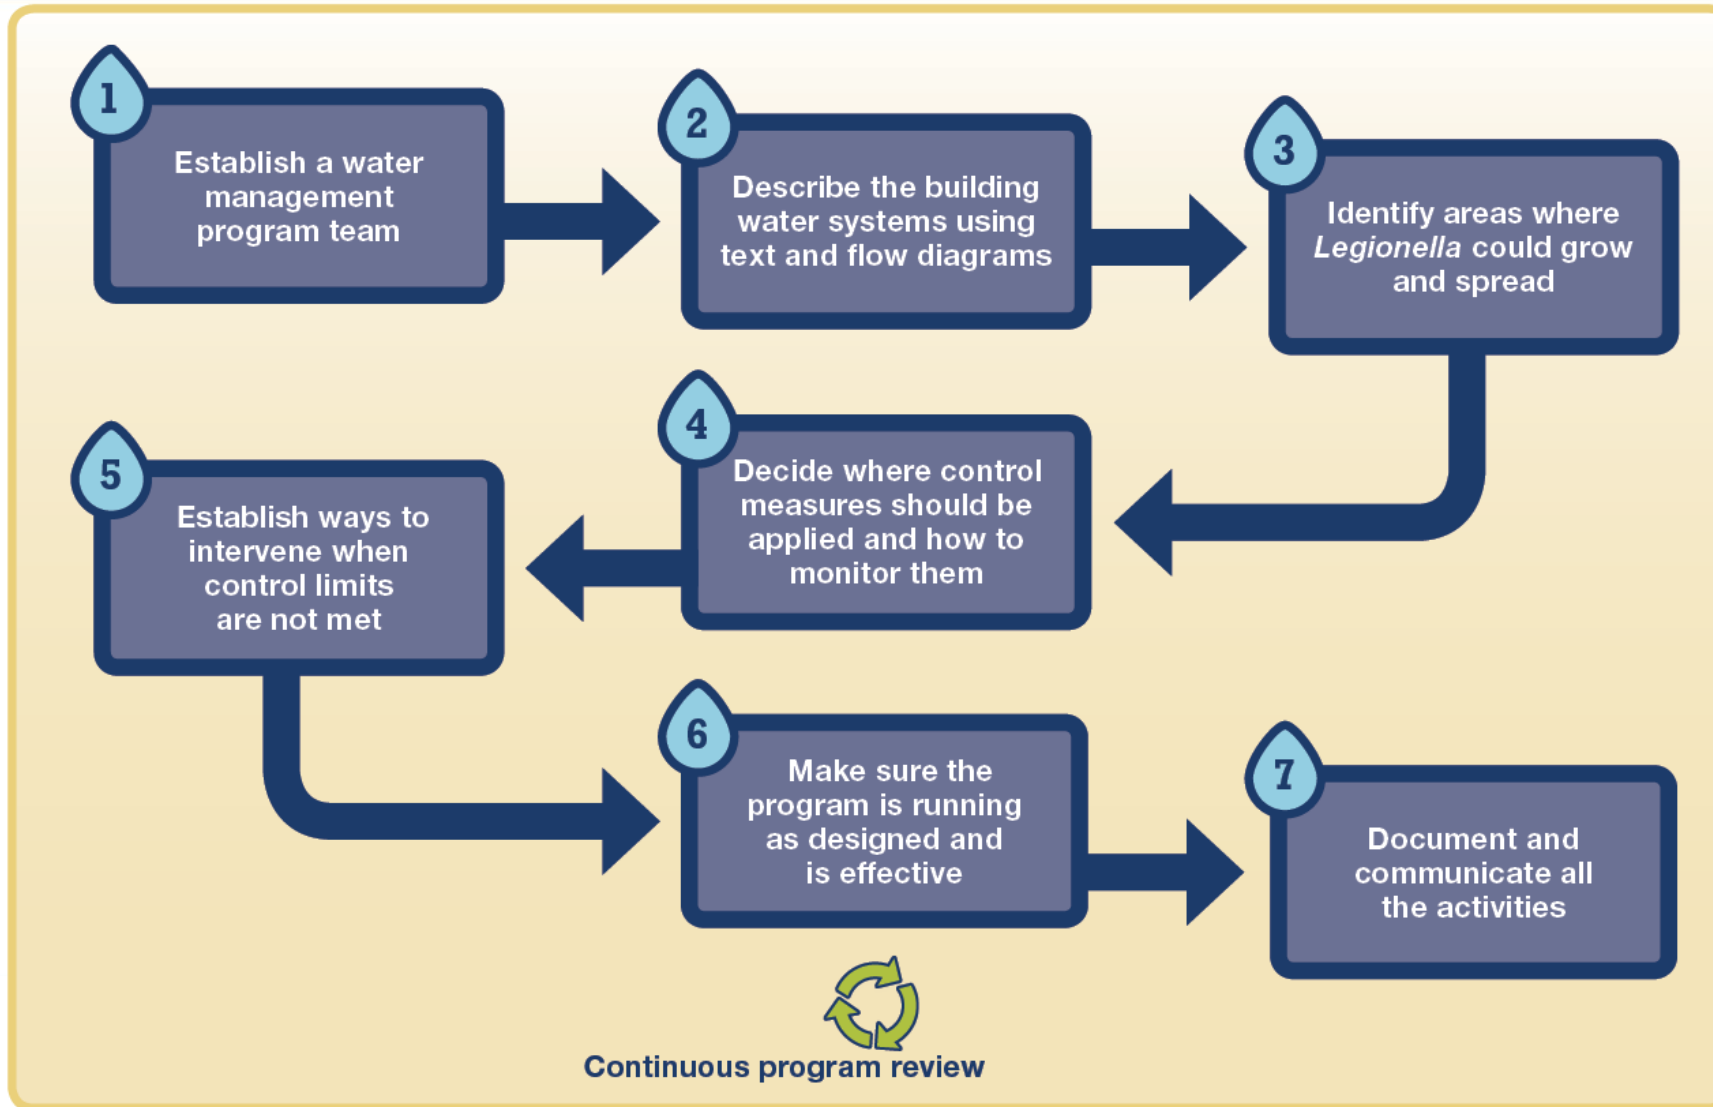 1
Establish a water
management
program team
2
Describe the building
water systems using
text and flow diagrams
3
Identify areas where
Legionella could grow
and spread
4
Decide where control
measures should be
applied and how to
monitor them
5
Establish ways to
intervene when
control limits
are not met
6
Make sure the
program is running
as designed and
is effective
7
Document and
communicate all
the activities
Continuous program review